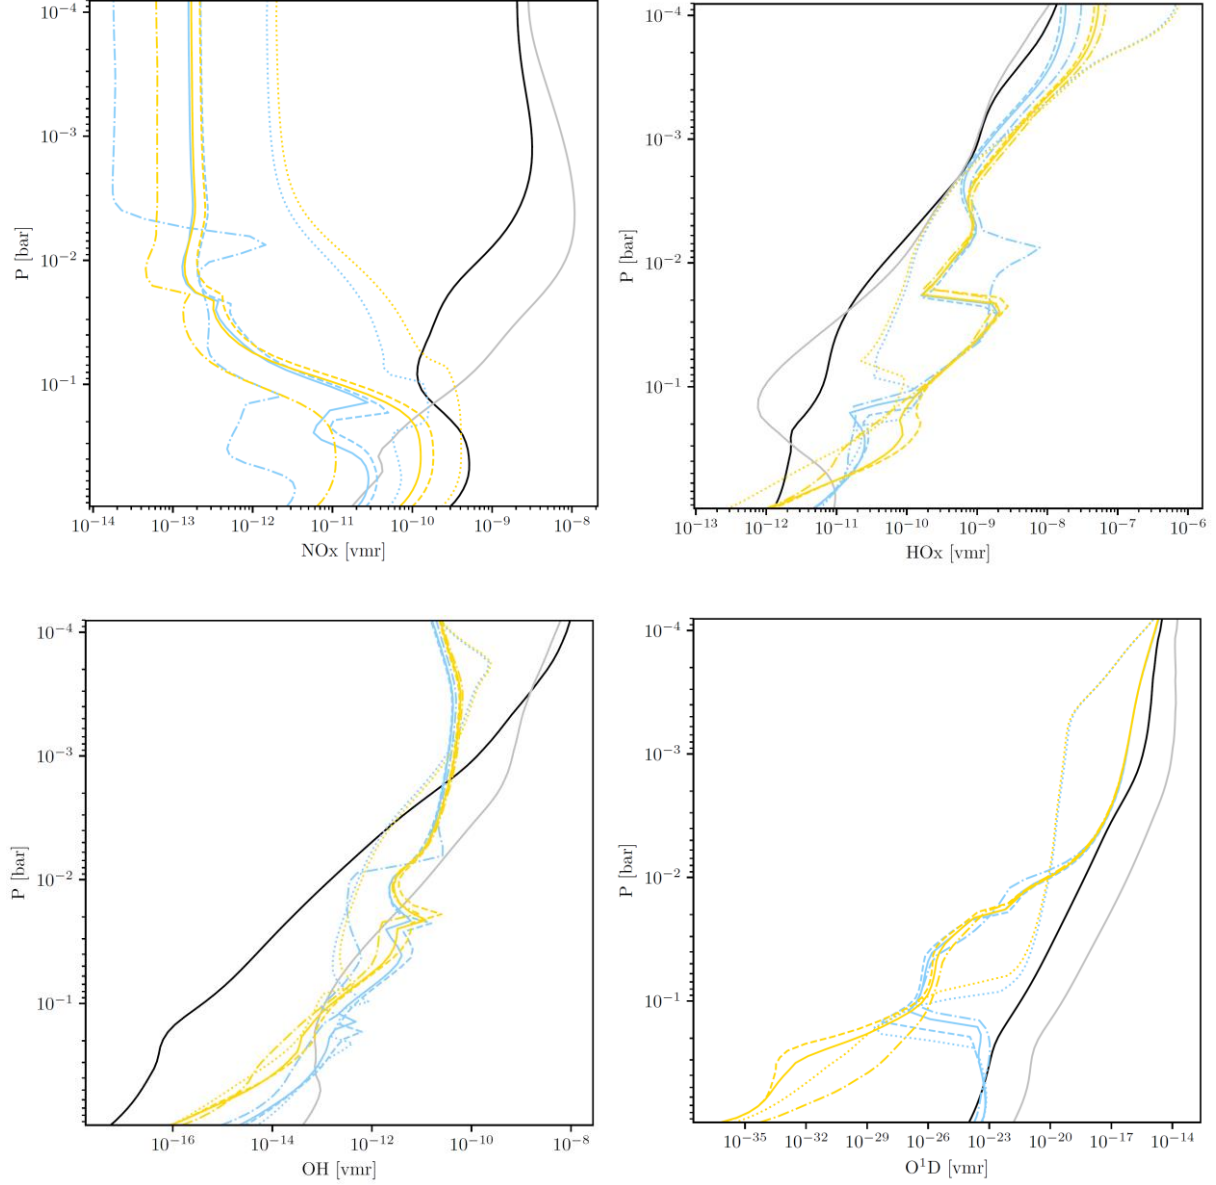 10⁻⁴
10⁻³
10⁻²
10⁻¹
P [bar]
10⁻¹⁴ 10⁻¹³ 10⁻¹² 10⁻¹¹ 10⁻¹⁰ 10⁻⁹ 10⁻⁸
NOx [vmr]
10⁻⁴
10⁻³
10⁻²
10⁻¹
P [bar]
10⁻¹³ 10⁻¹² 10⁻¹¹ 10⁻¹⁰ 10⁻⁹ 10⁻⁸ 10⁻⁷ 10⁻⁶
HOx [vmr]
10⁻⁴
10⁻³
10⁻²
10⁻¹
P [bar]
10⁻¹⁶ 10⁻¹⁴ 10⁻¹² 10⁻¹⁰ 10⁻⁸
OH [vmr]
10⁻⁴
10⁻³
10⁻²
10⁻¹
P [bar]
10⁻³⁵ 10⁻³² 10⁻²⁹ 10⁻²⁶ 10⁻²³ 10⁻²⁰ 10⁻¹⁷ 10⁻¹⁴
O¹D [vmr]